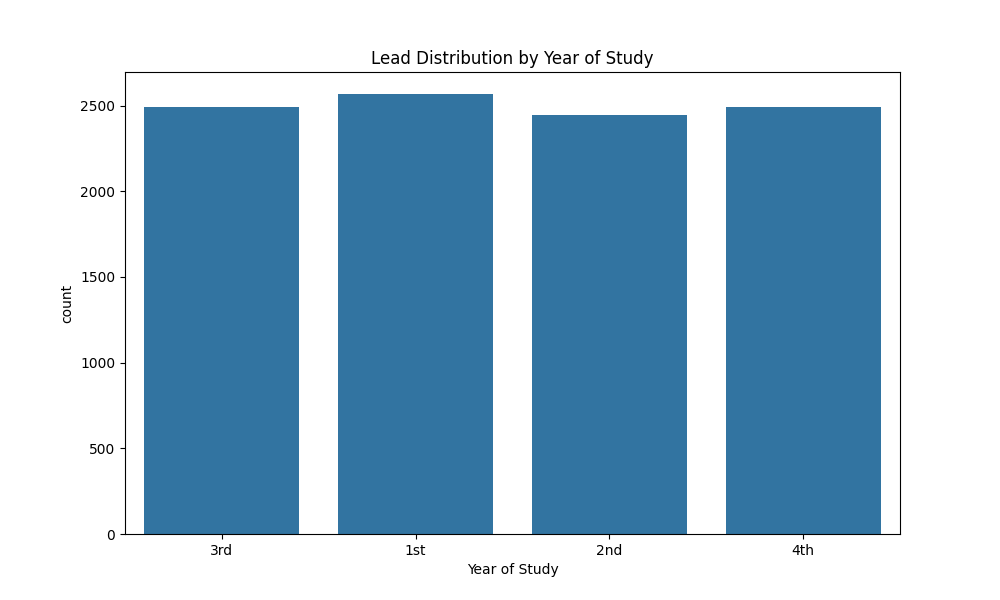 Lead Distribution by Year of Study
2500
2000
1500
1000
500
0
count
3rd 1st 2nd 4th
Year of Study